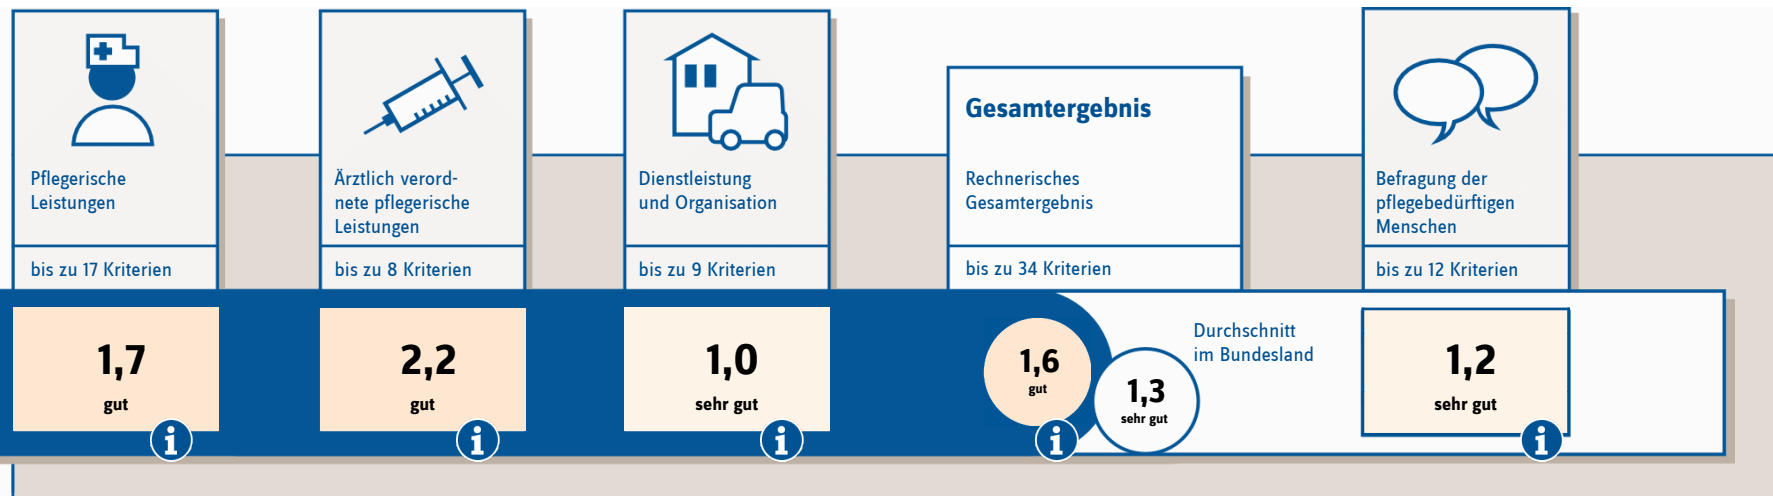 Pflegerische
Leistungen
bis zu 17 Kriterien
1,7
gut
i
Ärztlich verord-
nete pflegerische
Leistungen
bis zu 8 Kriterien
2,2
gut
i
Dienstleistung
und Organisation
bis zu 9 Kriterien
1,0
sehr gut
i
Gesamtergebnis
Rechnerisches
Gesamtergebnis
bis zu 34 Kriterien
1,6
gut
i
1,3
sehr gut
Durchschnitt
im Bundesland
Befragung der
pflegebedürftigen
Menschen
bis zu 12 Kriterien
1,2
sehr gut
i